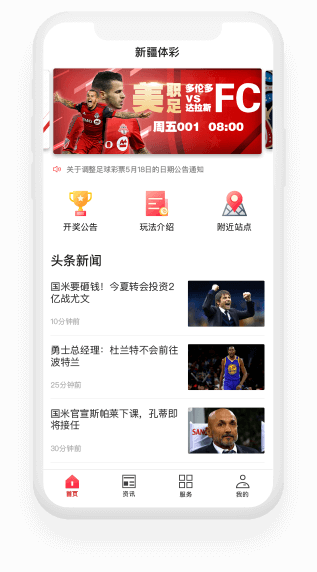 新疆体彩
美职足
多伦多
VS
达拉斯
FC
周五001 08:00
关于调整足球彩票5月18日的日期公告通知
开奖公告
玩法介绍
附近站点
头条新闻
国米要砸钱！今夏转会投资2
亿战尤文
10分钟前
勇士总经理：杜兰特不会前往
波特兰
25分钟前
国米官宣斯帕莱下课，孔蒂即
将接任
30分钟前
首页
资讯
服务
我的